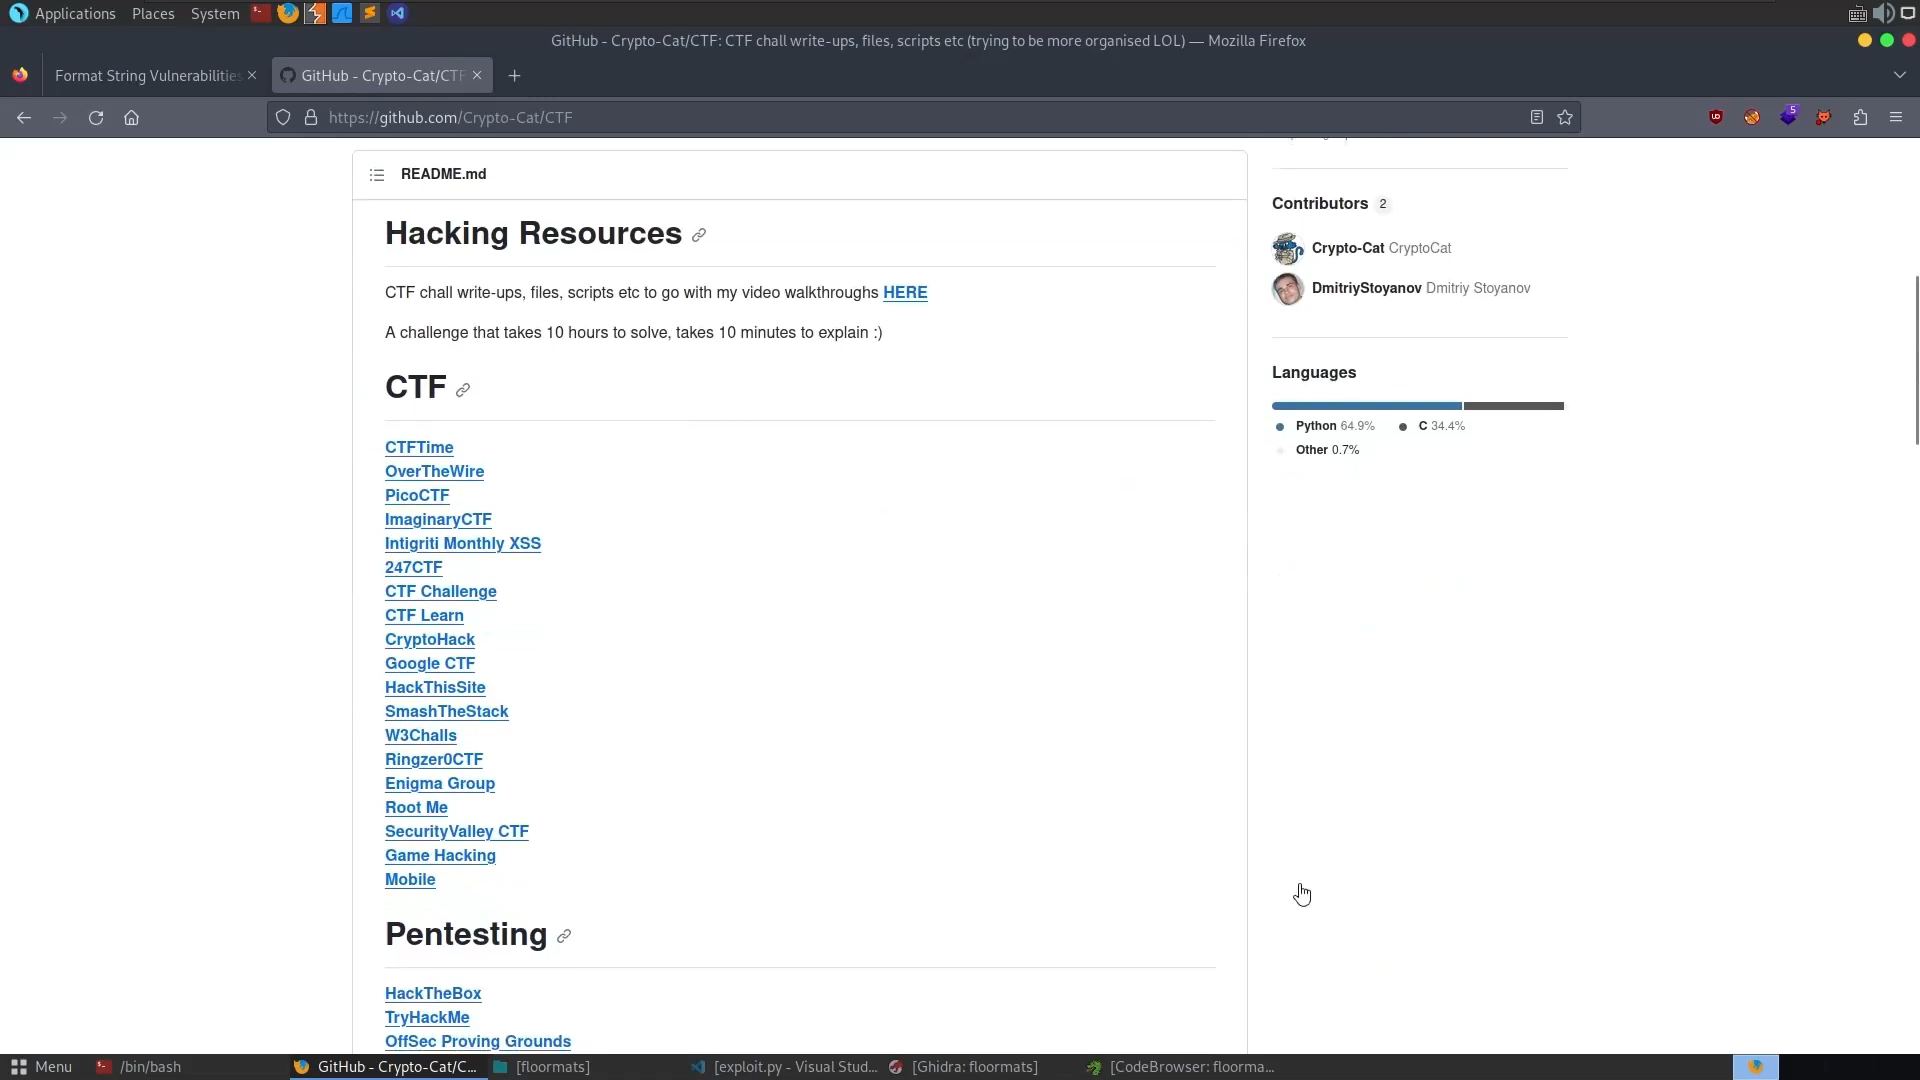 Applications Places System
GitHub - Crypto-Cat/CTF: CTF chall write-ups, files, scripts etc (trying to be more organised LOL) — Mozilla Firefox
Format String Vulnerabilities
GitHub - Crypto-Cat/CTF
https://github.com/Crypto-Cat/CTF
5
README.md
Hacking Resources
CTF chall write-ups, files, scripts etc to go with my video walkthroughs HERE
A challenge that takes 10 hours to solve, takes 10 minutes to explain :)
CTF
CTFTime
OverTheWire
PicoCTF
ImaginaryCTF
Intigriti Monthly XSS
247CTF
CTF Challenge
CTF Learn
CryptoHack
Google CTF
HackThisSite
SmashTheStack
W3Challs
Ringzer0CTF
Enigma Group
Root Me
SecurityValley CTF
Game Hacking
Mobile
Pentesting
HackTheBox
TryHackMe
OffSec Proving Grounds
Contributors 2
Crypto-Cat CryptoCat
DmitriyStoyanov Dmitriy Stoyanov
Languages
Python 64.9% C 34.4%
Other 0.7%
Menu /bin/bash GitHub - Crypto-Cat/C... [floormats] [exploit.py - Visual Stud... [Ghidra: floormats] [CodeBrowser: floorma...